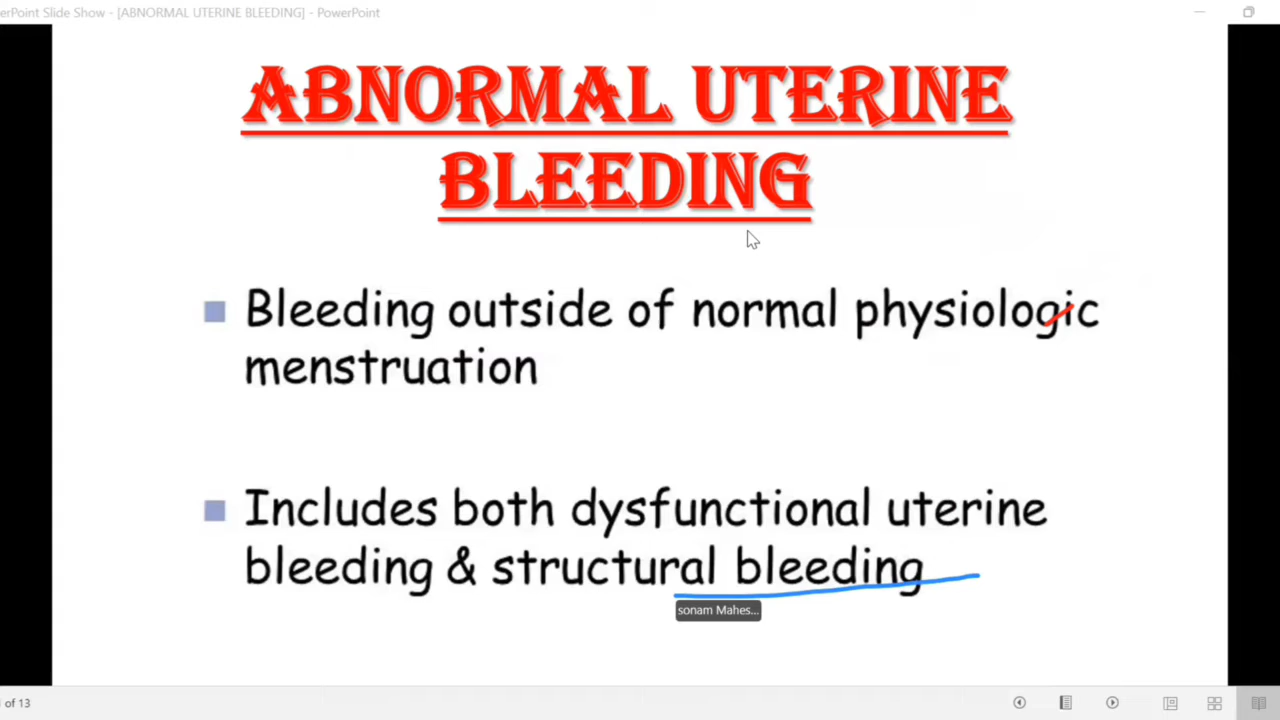 erPoint Slide Show - [ABNORMAL UTERINE BLEEDING] - PowerPoint
ABNORMAL UTERINE
BLEEDING
Bleeding outside of normal physiologic
menstruation
Includes both dysfunctional uterine
bleeding & structural bleeding
sonam Mahes...
of 13